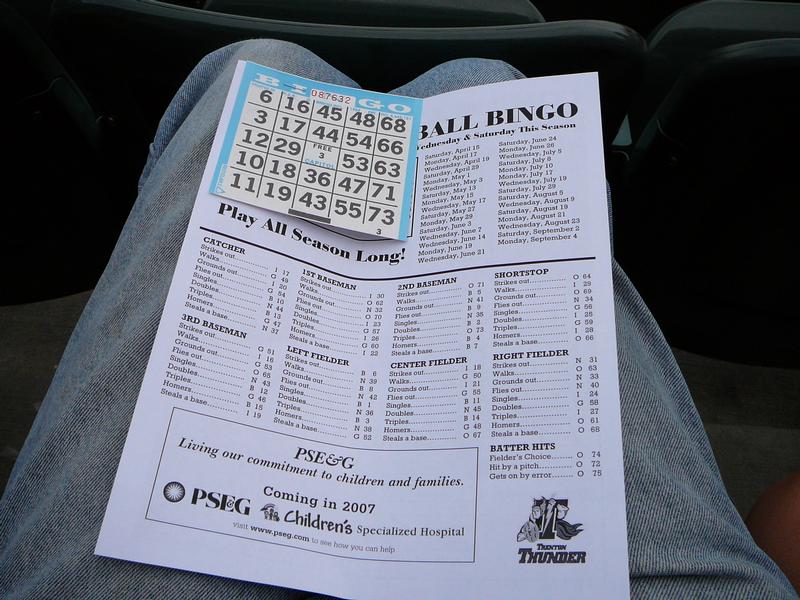 BINGO
087632
6 16 45 48 68
3 17 44 54 66
12 29 FREE 3 CAPITOL 53 63
10 18 36 47 71
11 19 43 55 73
3
BALL BINGO
Wednesday & Saturday This Season
Saturday, April 15
Monday, April 17
Wednesday, April 19
Saturday, April 29
Monday, May 1
Wednesday, May 3
Saturday, May 13
Monday, May 15
Wednesday, May 17
Saturday, May 27
Monday, May 29
Saturday, June 3
Wednesday, June 7
Wednesday, June 14
Monday, June 19
Wednesday, June 21
Saturday, June 24
Monday, June 26
Wednesday, July 5
Saturday, July 8
Monday, July 10
Monday, July 17
Wednesday, July 19
Saturday, July 29
Saturday, August 5
Wednesday, August 9
Saturday, August 19
Monday, August 21
Wednesday, August 23
Saturday, September 2
Monday, September 4
Play All Season Long!
CATCHER
Strikes out I 17
Walks G 49
Grounds out I 20
Flies out G 54
Singles B 10
Doubles N 44
Triples B 13
Homers G 47
Steals a base N 37
1ST BASEMAN
Strikes out I 30
Walks O 62
Grounds out N 32
Flies out O 70
Singles I 23
Doubles G 57
Triples I 26
Homers G 60
Steals a base I 22
2ND BASEMAN
Strikes out O 71
Walks B 5
Grounds out N 41
Flies out B 9
Singles N 35
Doubles B 2
Triples O 73
Homers B 4
Steals a base B 7
SHORTSTOP
Strikes out O 64
Walks I 29
Grounds out O 69
Flies out N 34
Singles G 56
Doubles I 25
Triples G 59
Homers I 28
Steals a base O 66
3RD BASEMAN
Strikes out G 51
Walks I 16
Grounds out G 53
Flies out O 65
Singles N 43
Doubles B 12
Triples G 46
Homers B 15
Steals a base I 19
LEFT FIELDER
Strikes out B 6
Walks N 39
Grounds out B 8
Flies out N 42
Singles B 1
Doubles N 36
Triples B 3
Homers N 38
Steals a base G 52
CENTER FIELDER
Strikes out I 18
Walks G 50
Grounds out I 21
Flies out G 55
Singles B 11
Doubles N 45
Triples B 14
Homers G 48
Steals a base O 67
RIGHT FIELDER
Strikes out N 31
Walks O 63
Grounds out N 33
Flies out N 40
Singles I 24
Doubles G 58
Triples I 27
Homers O 61
Steals a base O 68
BATTER HITS
Fielder's Choice O 74
Hit by a pitch O 72
Gets on by error O 75
PSE&G
Living our commitment to children and families.
Coming in 2007
PSEG Children's Specialized Hospital
visit www.pseg.com to see how you can help
T
TRENTON
THUNDER